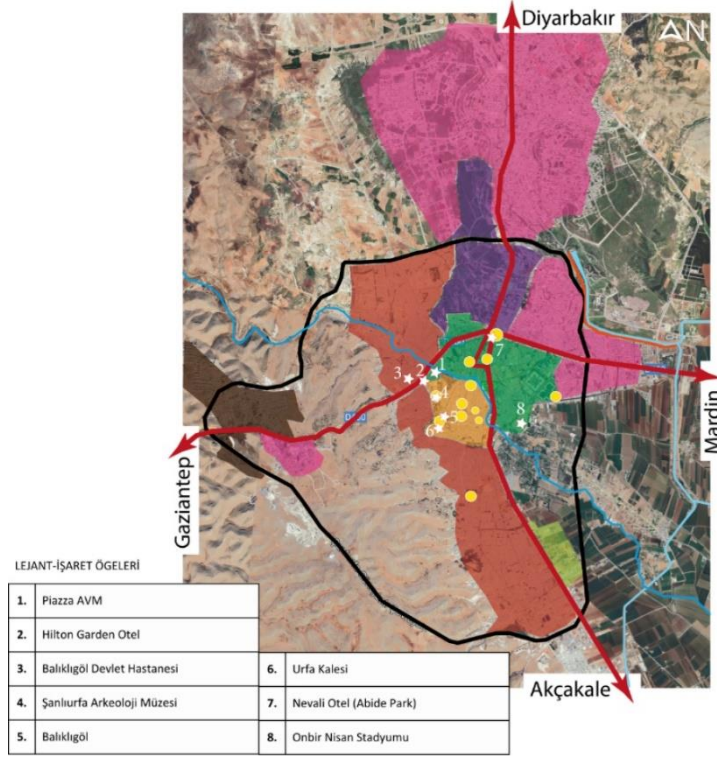 Diyarbakır
N
Mardin
Gaziantep
Akçakale
1
2
3
4
5
6
7
8
LEJANT-İŞARET ÖGELERİ
1. Piazza AVM
2. Hilton Garden Otel
3. Balıklıgöl Devlet Hastanesi
4. Şanlıurfa Arkeoloji Müzesi
5. Balıklıgöl
6. Urfa Kalesi
7. Nevali Otel (Abide Park)
8. Onbir Nisan Stadyumu